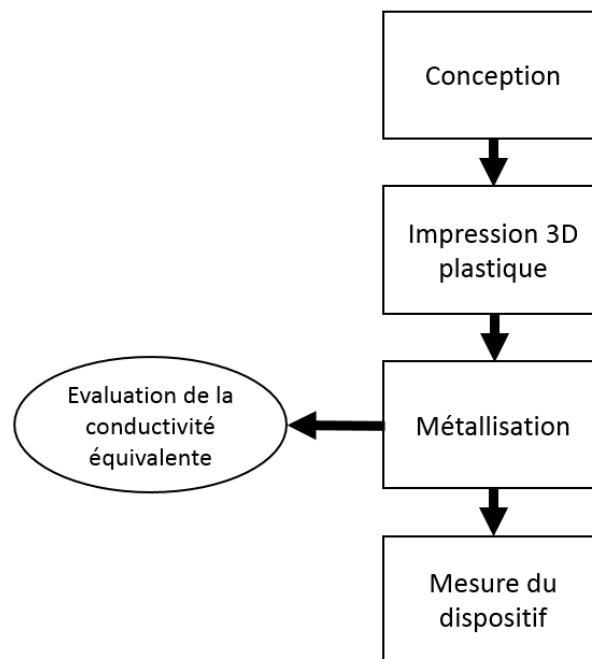 Conception
Impression 3D
plastique
Evaluation de la
conductivité
équivalente
Métallisation
Mesure du
dispositif